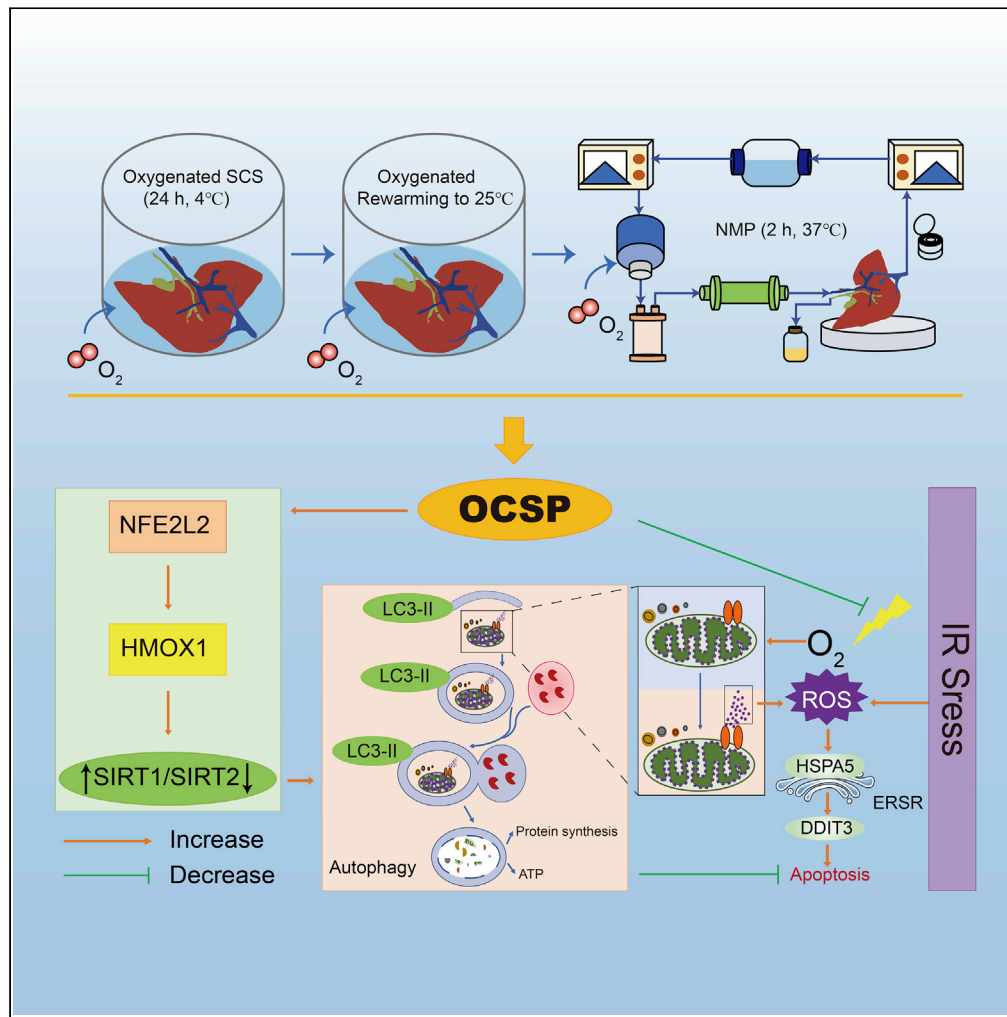 Oxygenated SCS
(24 h, 4℃)
O2
Oxygenated
Rewarming to 25℃
O2
NMP (2 h, 37℃)
O2
OCSP
NFE2L2
HMOX1
↑SIRT1/SIRT2↓
Increase
Decrease
LC3-II
LC3-II
LC3-II
Protein synthesis
ATP
Autophagy
O2
ROS
HSPA5
ERSR
DDIT3
Apoptosis
IR Sress